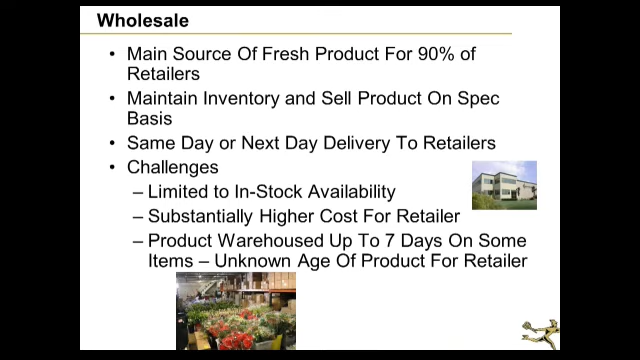 Wholesale
• Main Source Of Fresh Product For 90% of
Retailers
• Maintain Inventory and Sell Product On Spec
Basis
• Same Day or Next Day Delivery To Retailers
• Challenges
– Limited to In-Stock Availability
– Substantially Higher Cost For Retailer
– Product Warehoused Up To 7 Days On Some
Items – Unknown Age Of Product For Retailer